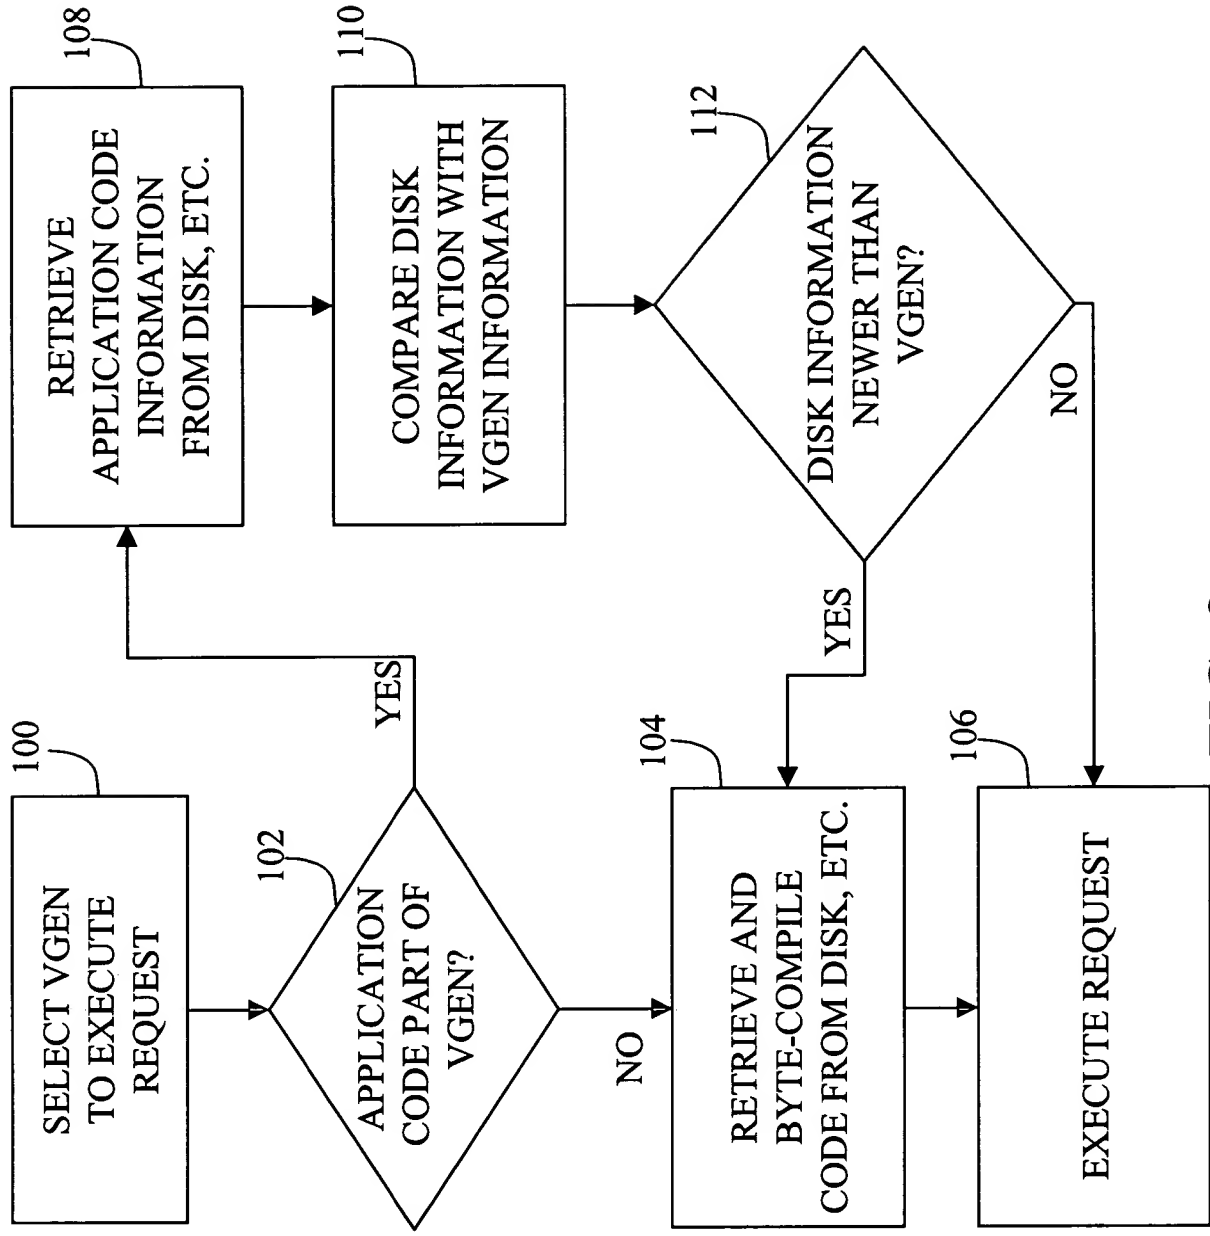 100
SELECT VGEN
TO EXECUTE
REQUEST
102
APPLICATION
CODE PART OF
VGEN?
YES
NO
104
RETRIEVE AND
BYTE-COMPILE
CODE FROM DISK, ETC.
106
EXECUTE REQUEST
108
RETRIEVE
APPLICATION CODE
INFORMATION
FROM DISK, ETC.
110
COMPARE DISK
INFORMATION WITH
VGEN INFORMATION
112
DISK INFORMATION
NEWER THAN
VGEN?
YES
NO